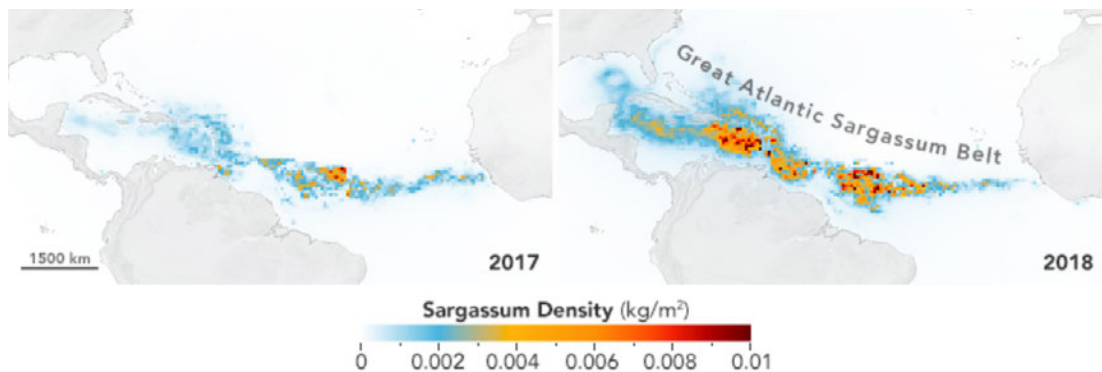 Great Atlantic Sargassum Belt
1500 km
2017
2018
Sargassum Density (kg/m²)
0 0.002 0.004 0.006 0.008 0.01